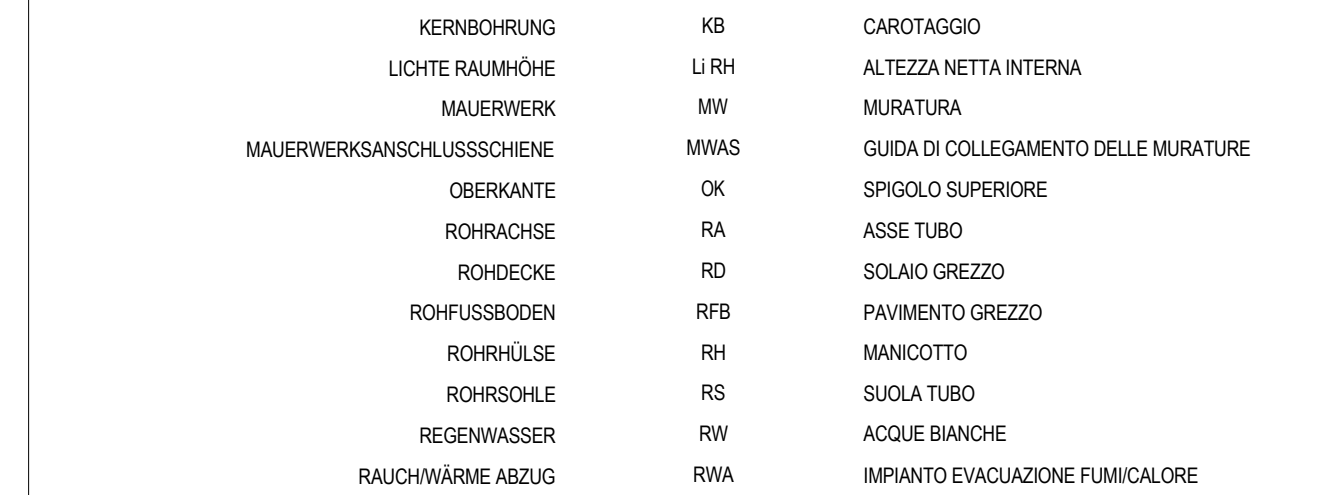 KERNBOHRUNG KB CAROTAGGIO
LICHTE RAUMHÖHE Li RH ALTEZZA NETTA INTERNA
MAUERWERK MW MURATURA
MAUERWERKSANSCHLUSSSCHIENE MWAS GUIDA DI COLLEGAMENTO DELLE MURATURE
OBERKANTE OK SPIGOLO SUPERIORE
ROHRACHSE RA ASSE TUBO
ROHDECKE RD SOLAIO GREZZO
ROHFUSSBODEN RFB PAVIMENTO GREZZO
ROHRHÜLSE RH MANICOTTO
ROHRSOHLE RS SUOLA TUBO
REGENWASSER RW ACQUE BIANCHE
RAUCH/WÄRME ABZUG RWA IMPIANTO EVACUAZIONE FUMI/CALORE